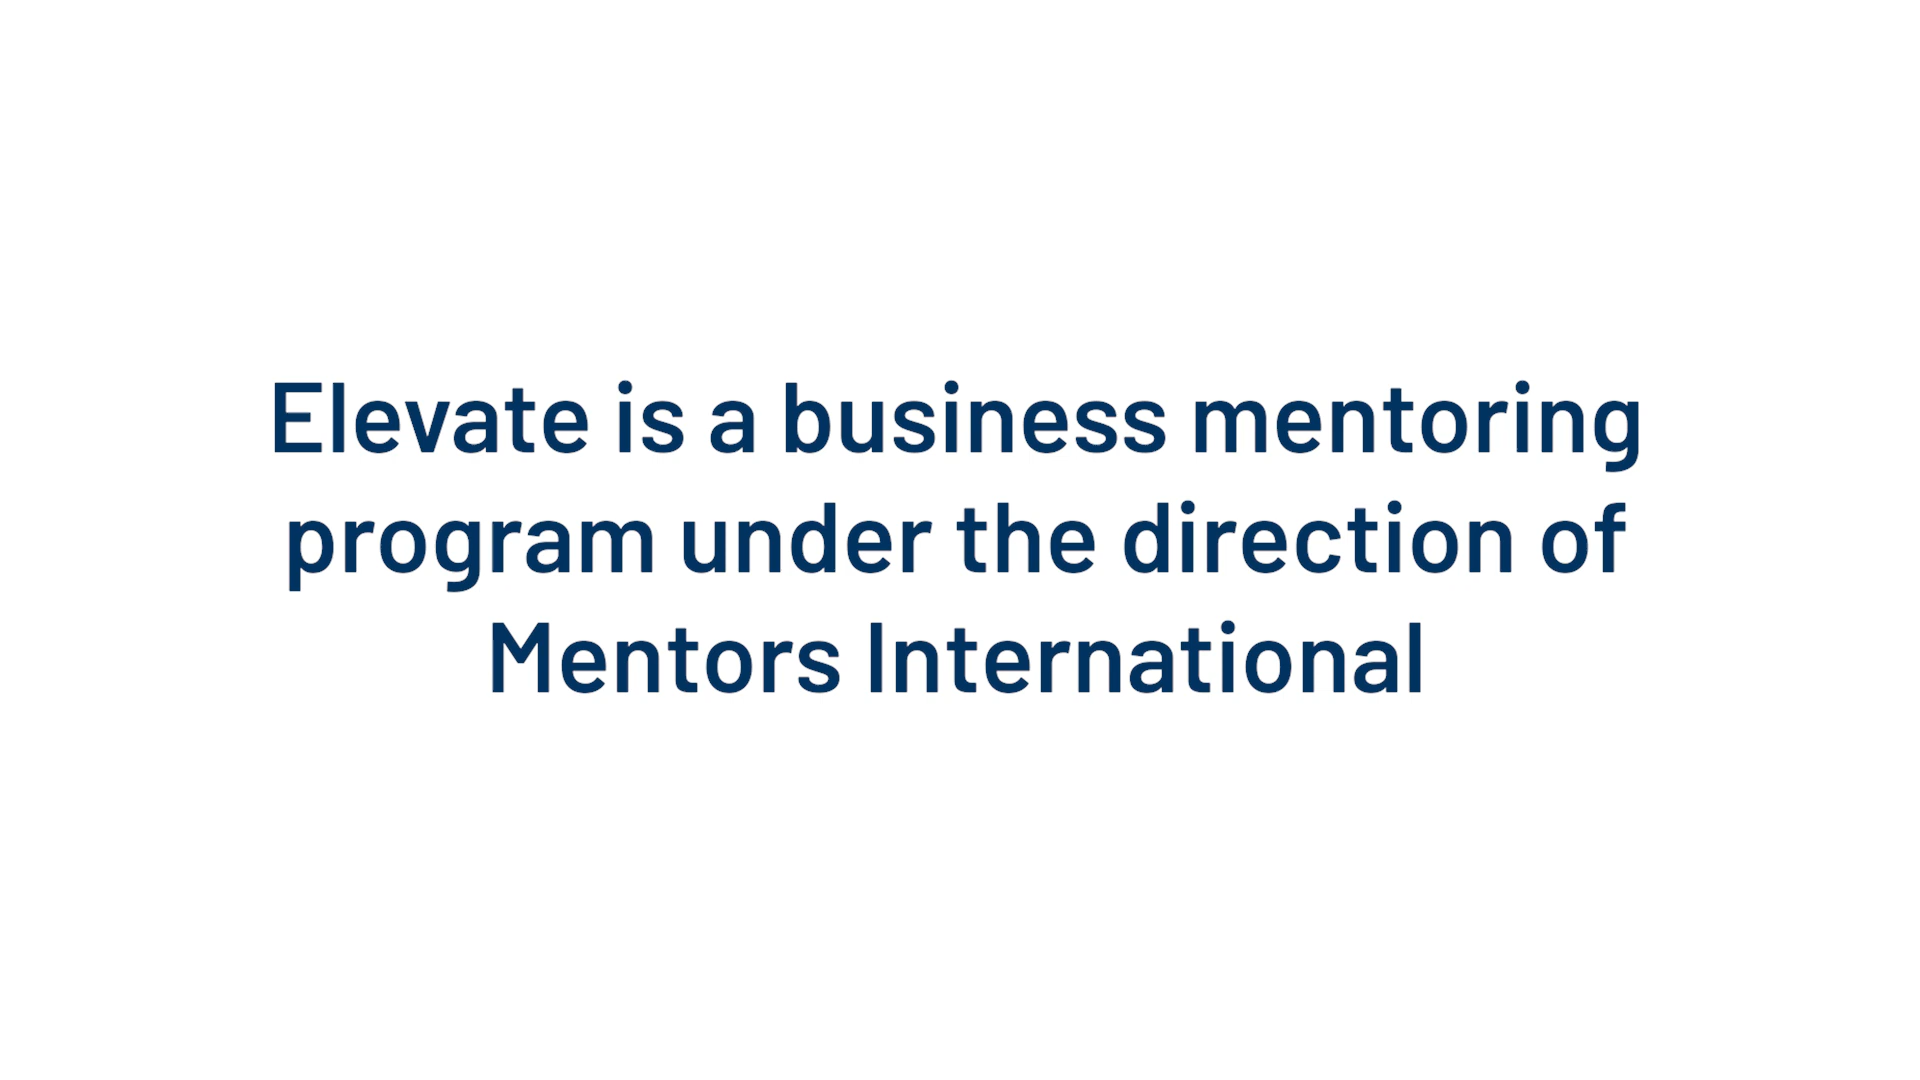 Elevate is a business mentoring
program under the direction of
Mentors International